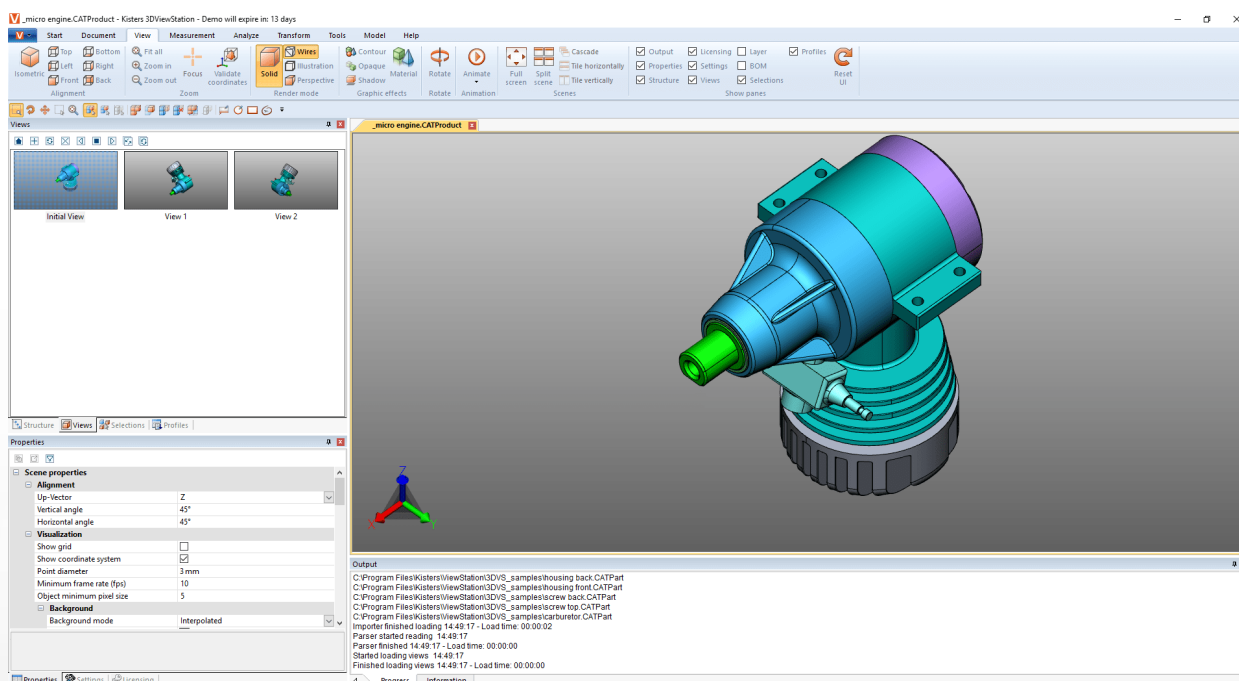 _micro engine.CATProduct - Kisters 3DViewStation - Demo will expire in: 13 days
Start Document View Measurement Analyze Transform Tools Model Help
Isometric
Top Bottom
Left Right
Front Back
Alignment
Fit all
Zoom in
Zoom out
Focus
Validate
coordinates
Zoom
Solid
Wires
Illustration
Perspective
Render mode
Contour
Opaque
Shadow
Material
Graphic effects
Rotate
Rotate
Animate
Animation
Full
screen
Split
scene
Cascade
Tile horizontally
Tile vertically
Scenes
Output Licensing Layer Profiles
Properties Settings BOM
Structure Views Selections
Show panes
Reset
UI
Views
Initial View View 1 View 2
Structure Views Selections Profiles
Properties
Scene properties
Alignment
Up-Vector Z
Vertical angle 45°
Horizontal angle 45°
Visualization
Show grid
Show coordinate system
Point diameter 3 mm
Minimum frame rate (fps) 10
Object minimum pixel size 5
Background
Background mode Interpolated
Properties Settings Licensing
_micro engine.CATProduct
Z
X
Y
Output
C:\Program Files\Kisters\ViewStation\3DVS_samples\housing back.CATPart
C:\Program Files\Kisters\ViewStation\3DVS_samples\housing front.CATPart
C:\Program Files\Kisters\ViewStation\3DVS_samples\screw back.CATPart
C:\Program Files\Kisters\ViewStation\3DVS_samples\screw top.CATPart
C:\Program Files\Kisters\ViewStation\3DVS_samples\carburetor.CATPart
Importer finished loading 14:49:17 - Load time: 00:00:02
Parser started reading 14:49:17
Parser finished 14:49:17 - Load time: 00:00:00
Started loading views 14:49:17
Finished loading views 14:49:17 - Load time: 00:00:00
Progress Information